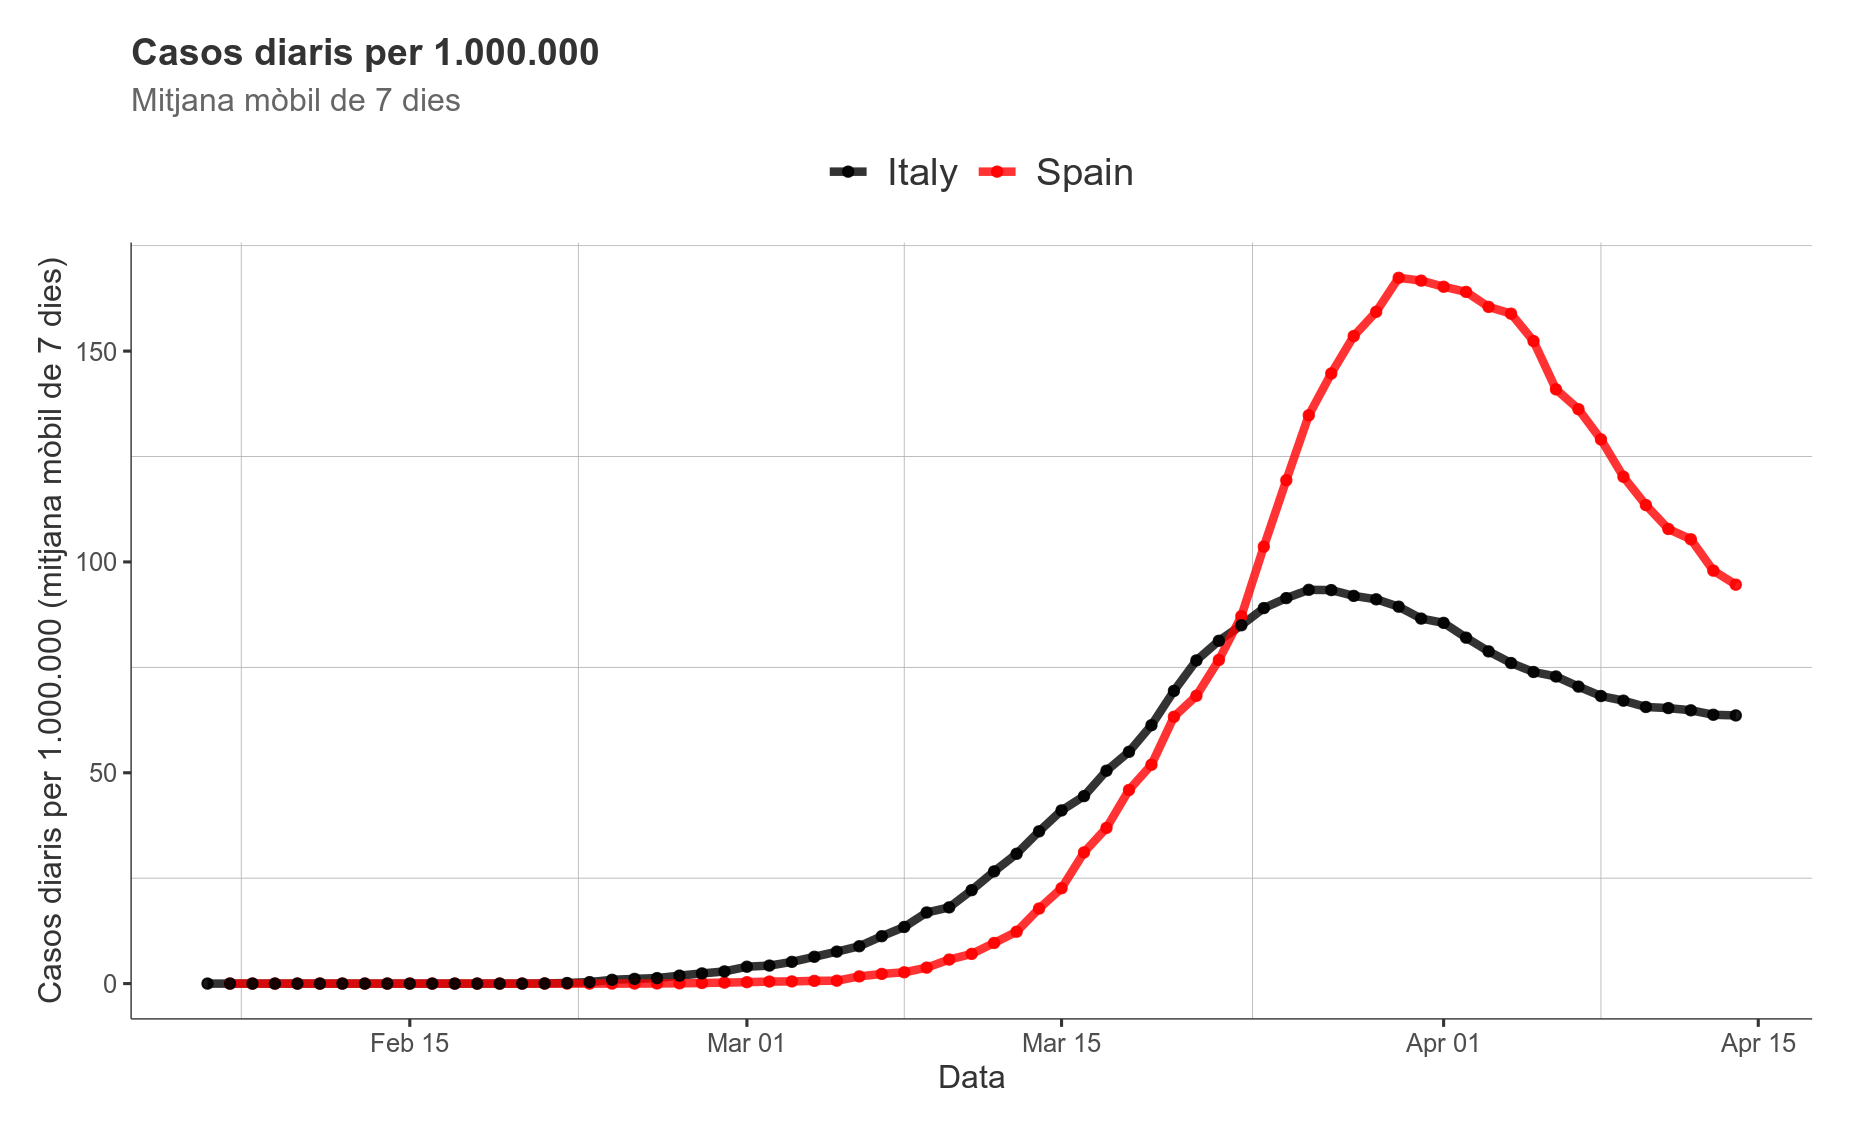 Casos diaris per 1.000.000
Mitjana mòbil de 7 dies
Italy Spain
Casos diaris per 1.000.000 (mitjana mòbil de 7 dies)
150
100
50
0
Feb 15 Mar 01 Mar 15 Apr 01 Apr 15
Data